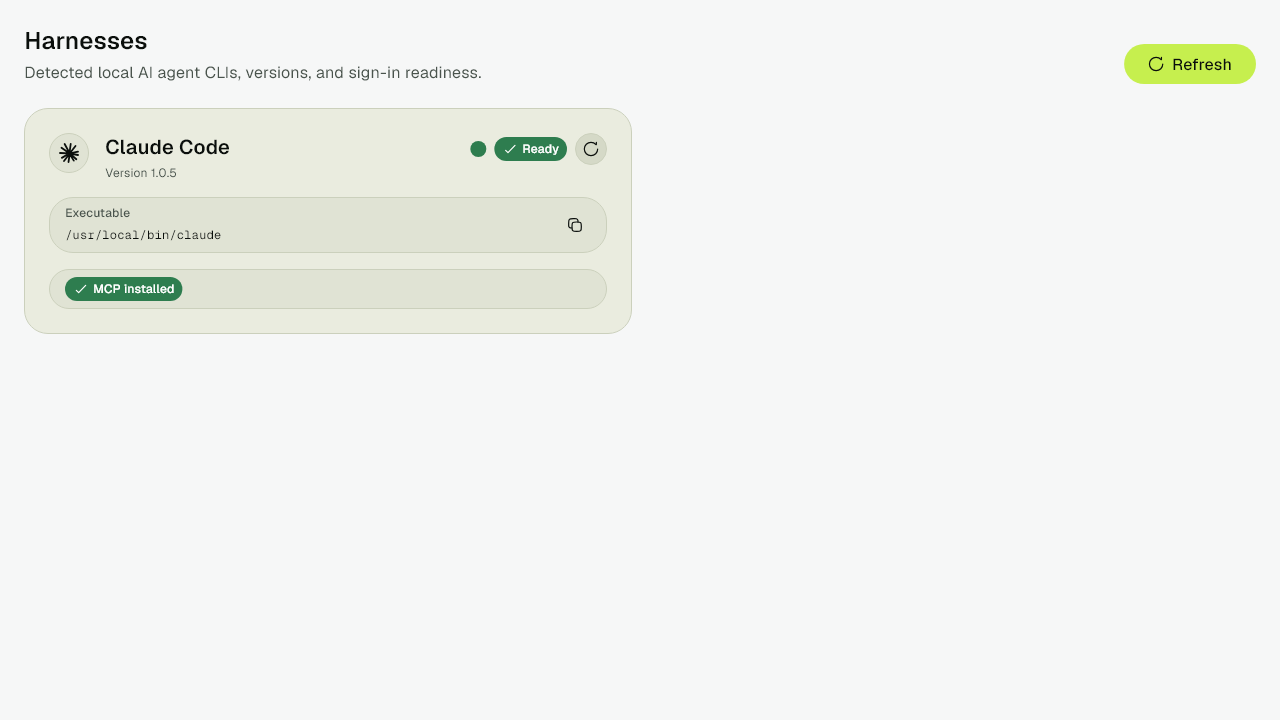 Harnesses
Detected local AI agent CLIs, versions, and sign-in readiness.
Refresh
Claude Code
Version 1.0.5
Ready
Executable
/usr/local/bin/claude
MCP installed